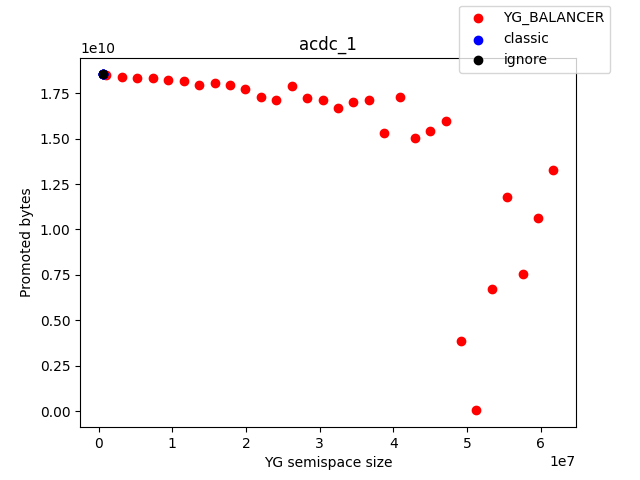 acdc_1
YG_BALANCER
classic
ignore
1e10
1.75
1.50
1.25
1.00
0.75
0.50
0.25
0.00
Promoted bytes
0 1 2 3 4 5 6
1e7
YG semispace size